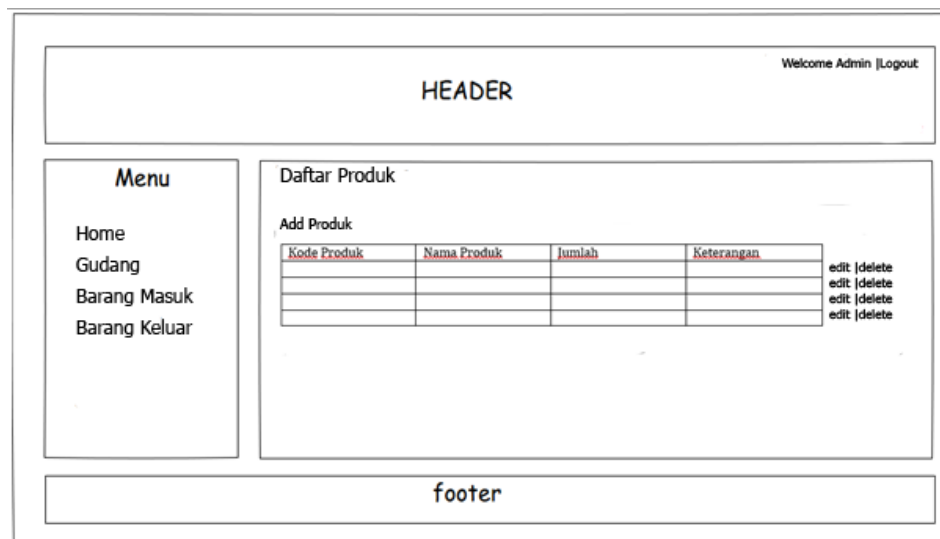 Welcome Admin |Logout
HEADER
Menu
Home
Gudang
Barang Masuk
Barang Keluar
Daftar Produk
Add Produk
Kode Produk Nama Produk Jumlah Keterangan
edit |delete
edit |delete
edit |delete
edit |delete
footer